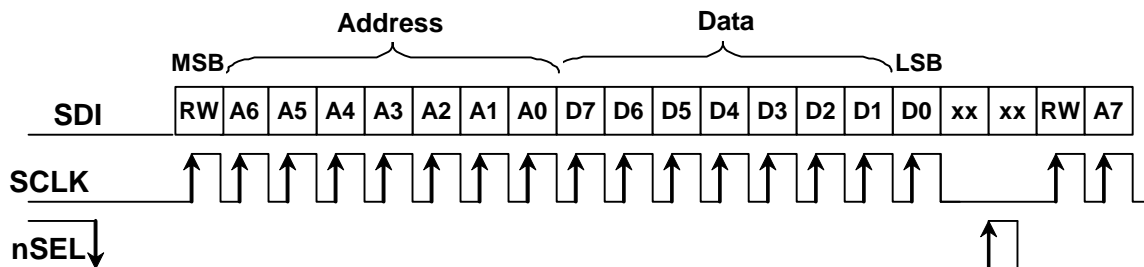 Address Data
MSB LSB
SDI RW A6 A5 A4 A3 A2 A1 A0 D7 D6 D5 D4 D3 D2 D1 D0 xx xx RW A7
SCLK
nSEL